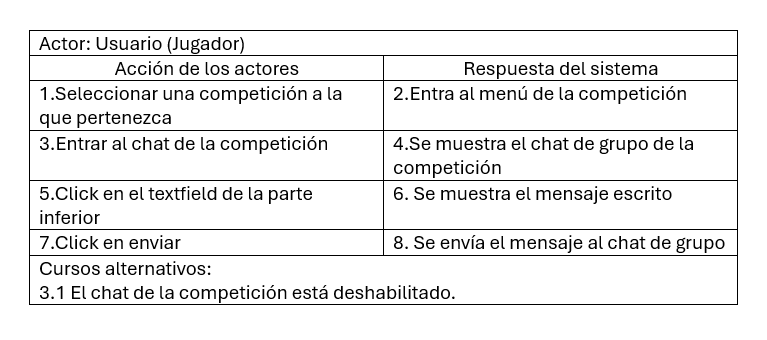 Actor: Usuario (Jugador)
Acción de los actores
Respuesta del sistema
1.Seleccionar una competición a la
que pertenezca
2.Entra al menú de la competición
3.Entrar al chat de la competición
4.Se muestra el chat de grupo de la
competición
5.Click en el textfield de la parte
inferior
6. Se muestra el mensaje escrito
7.Click en enviar
8. Se envía el mensaje al chat de grupo
Cursos alternativos:
3.1 El chat de la competición está deshabilitado.